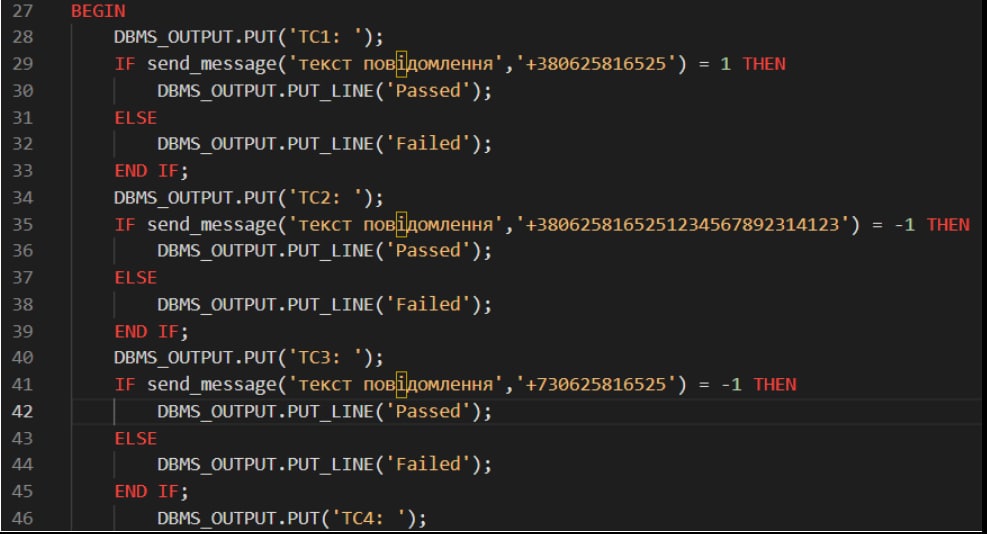 27 BEGIN
28 DBMS_OUTPUT.PUT('TC1: ');
29 IF send_message('текст повідомлення','+380625816525') = 1 THEN
30 DBMS_OUTPUT.PUT_LINE('Passed');
31 ELSE
32 DBMS_OUTPUT.PUT_LINE('Failed');
33 END IF;
34 DBMS_OUTPUT.PUT('TC2: ');
35 IF send_message('текст повідомлення','+38062581652512345678923​14123') = -1 THEN
36 DBMS_OUTPUT.PUT_LINE('Passed');
37 ELSE
38 DBMS_OUTPUT.PUT_LINE('Failed');
39 END IF;
40 DBMS_OUTPUT.PUT('TC3: ');
41 IF send_message('текст повідомлення','+730625816525') = -1 THEN
42 DBMS_OUTPUT.PUT_LINE('Passed');
43 ELSE
44 DBMS_OUTPUT.PUT_LINE('Failed');
45 END IF;
46 DBMS_OUTPUT.PUT('TC4: ');